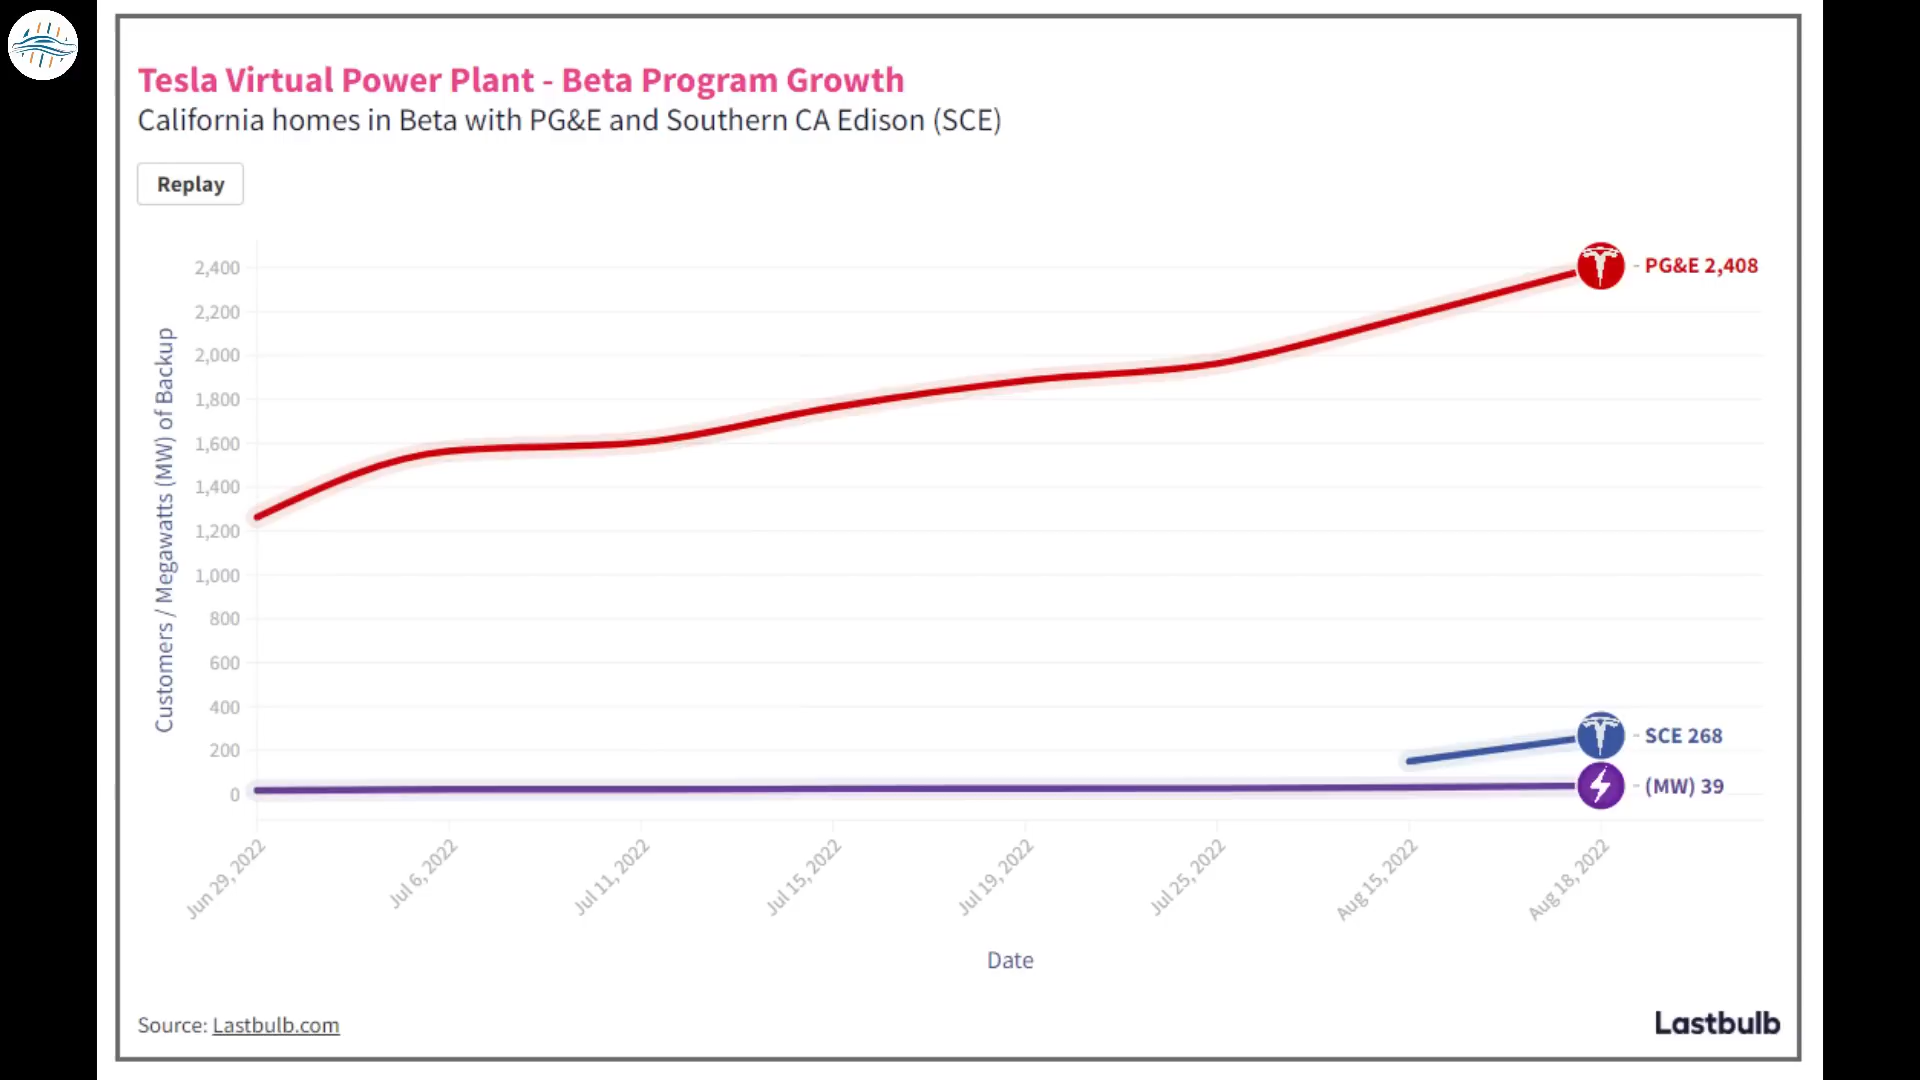 Tesla Virtual Power Plant - Beta Program Growth
California homes in Beta with PG&E and Southern CA Edison (SCE)
Replay
Customers / Megawatts (MW) of Backup
2,400
2,200
2,000
1,800
1,600
1,400
1,200
1,000
800
600
400
200
0
PG&E 2,408
SCE 268
(MW) 39
Jun 29, 2022
Jul 6, 2022
Jul 11, 2022
Jul 15, 2022
Jul 19, 2022
Jul 25, 2022
Aug 15, 2022
Aug 18, 2022
Date
Source: Lastbulb.com
Lastbulb